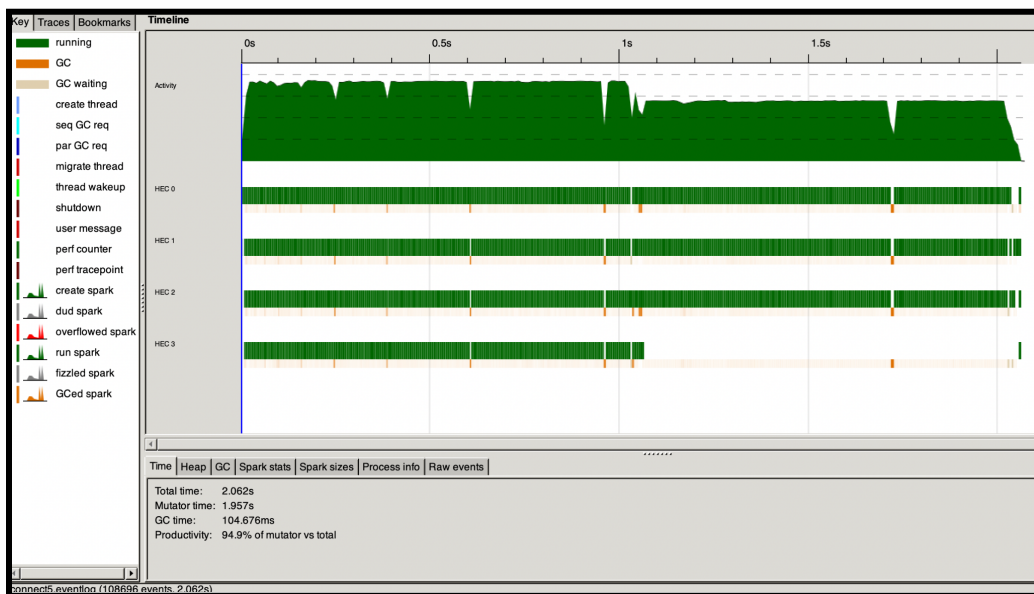 Key Traces Bookmarks
Timeline
running
GC
GC waiting
create thread
seq GC req
par GC req
migrate thread
thread wakeup
shutdown
user message
perf counter
perf tracepoint
create spark
dud spark
overflowed spark
run spark
fizzled spark
GCed spark
0s 0.5s 1s 1.5s
Activity
HEC 0
HEC 1
HEC 2
HEC 3
Time Heap GC Spark stats Spark sizes Process info Raw events
Total time: 2.062s
Mutator time: 1.957s
GC time: 104.676ms
Productivity: 94.9% of mutator vs total
connect5.eventlog (108696 events, 2.062s)